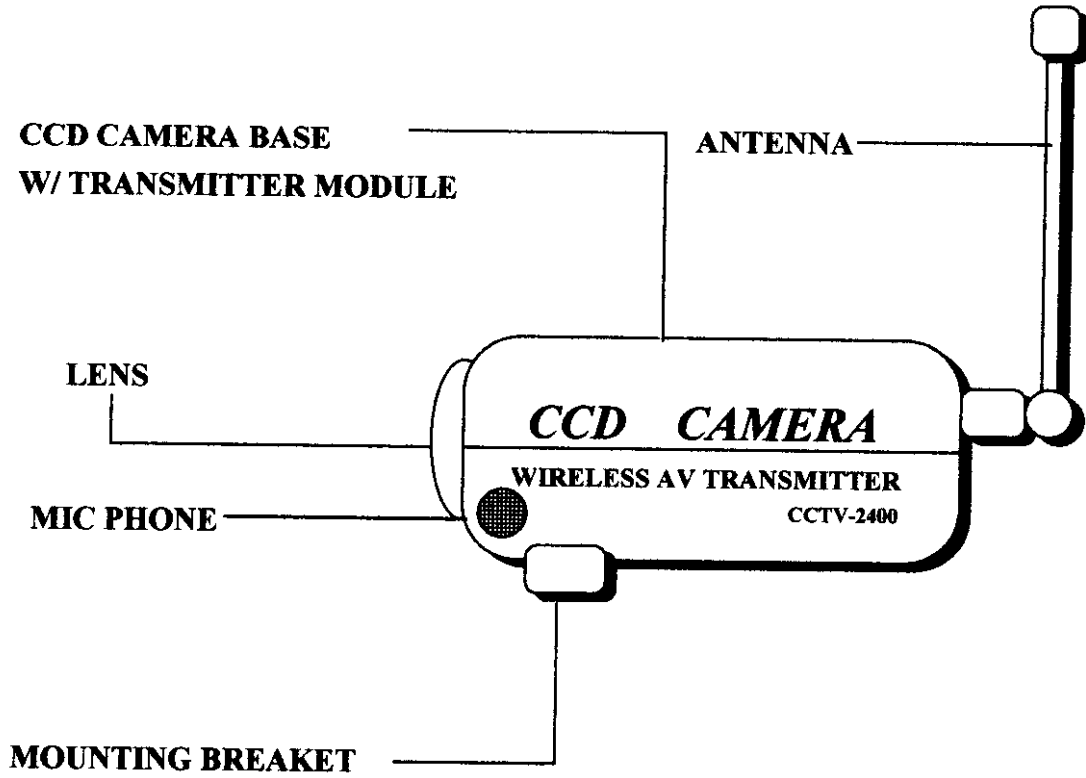 CCD CAMERA BASE
W/ TRANSMITTER MODULE
ANTENNA
LENS
CCD CAMERA
WIRELESS AV TRANSMITTER
CCTV-2400
MIC PHONE
MOUNTING BREAKET